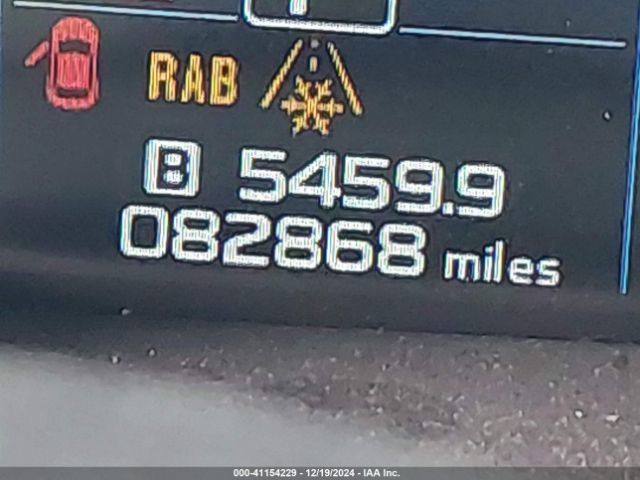 RAB
B 5459.9
082868 miles
000-41154229 - 12/19/2024 - IAA Inc.